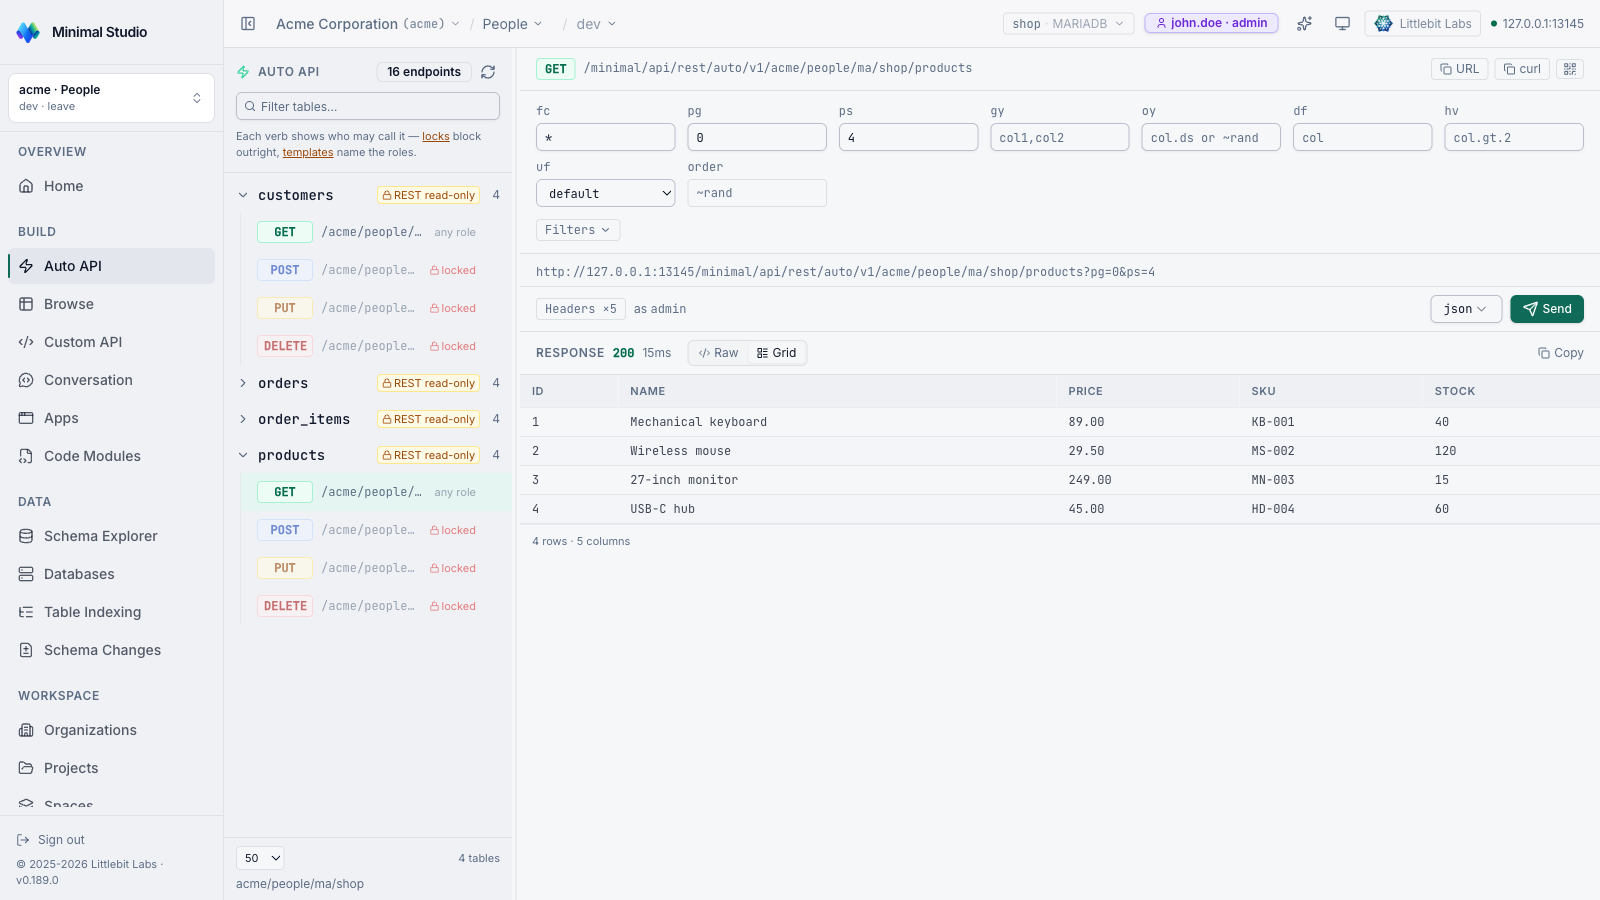 Minimal Studio
acme · People
dev · leave
OVERVIEW
Home
BUILD
Auto API
Browse
Custom API
Conversation
Apps
Code Modules
DATA
Schema Explorer
Databases
Table Indexing
Schema Changes
WORKSPACE
Organizations
Projects
Spaces
Sign out
© 2025-2026 Littlebit Labs ·
v0.189.0
Acme Corporation (acme) / People / dev
shop · MARIADB
john.doe · admin
Littlebit Labs
127.0.0.1:13145
AUTO API
16 endpoints
Filter tables...
Each verb shows who may call it — locks block
outright, templates name the roles.
customers REST read-only 4
GET /acme/people/… any role
POST /acme/people… locked
PUT /acme/people… locked
DELETE /acme/people… locked
orders REST read-only 4
order_items REST read-only 4
products REST read-only 4
GET /acme/people/… any role
POST /acme/people… locked
PUT /acme/people… locked
DELETE /acme/people… locked
50
4 tables
acme/people/ma/shop
GET /minimal/api/rest/auto/v1/acme/people/ma/shop/products
URL
curl
fc pg ps gy oy df hv
* 0 4 col1,col2 col.ds or ~rand col col.gt.2
uf order
default ~rand
Filters
http://127.0.0.1:13145/minimal/api/rest/auto/v1/acme/people/ma/shop/products?pg=0&ps=4
Headers ×5 as admin
json
Send
RESPONSE 200 15ms
Raw
Grid
Copy
ID NAME PRICE SKU STOCK
1 Mechanical keyboard 89.00 KB-001 40
2 Wireless mouse 29.50 MS-002 120
3 27-inch monitor 249.00 MN-003 15
4 USB-C hub 45.00 HD-004 60
4 rows · 5 columns